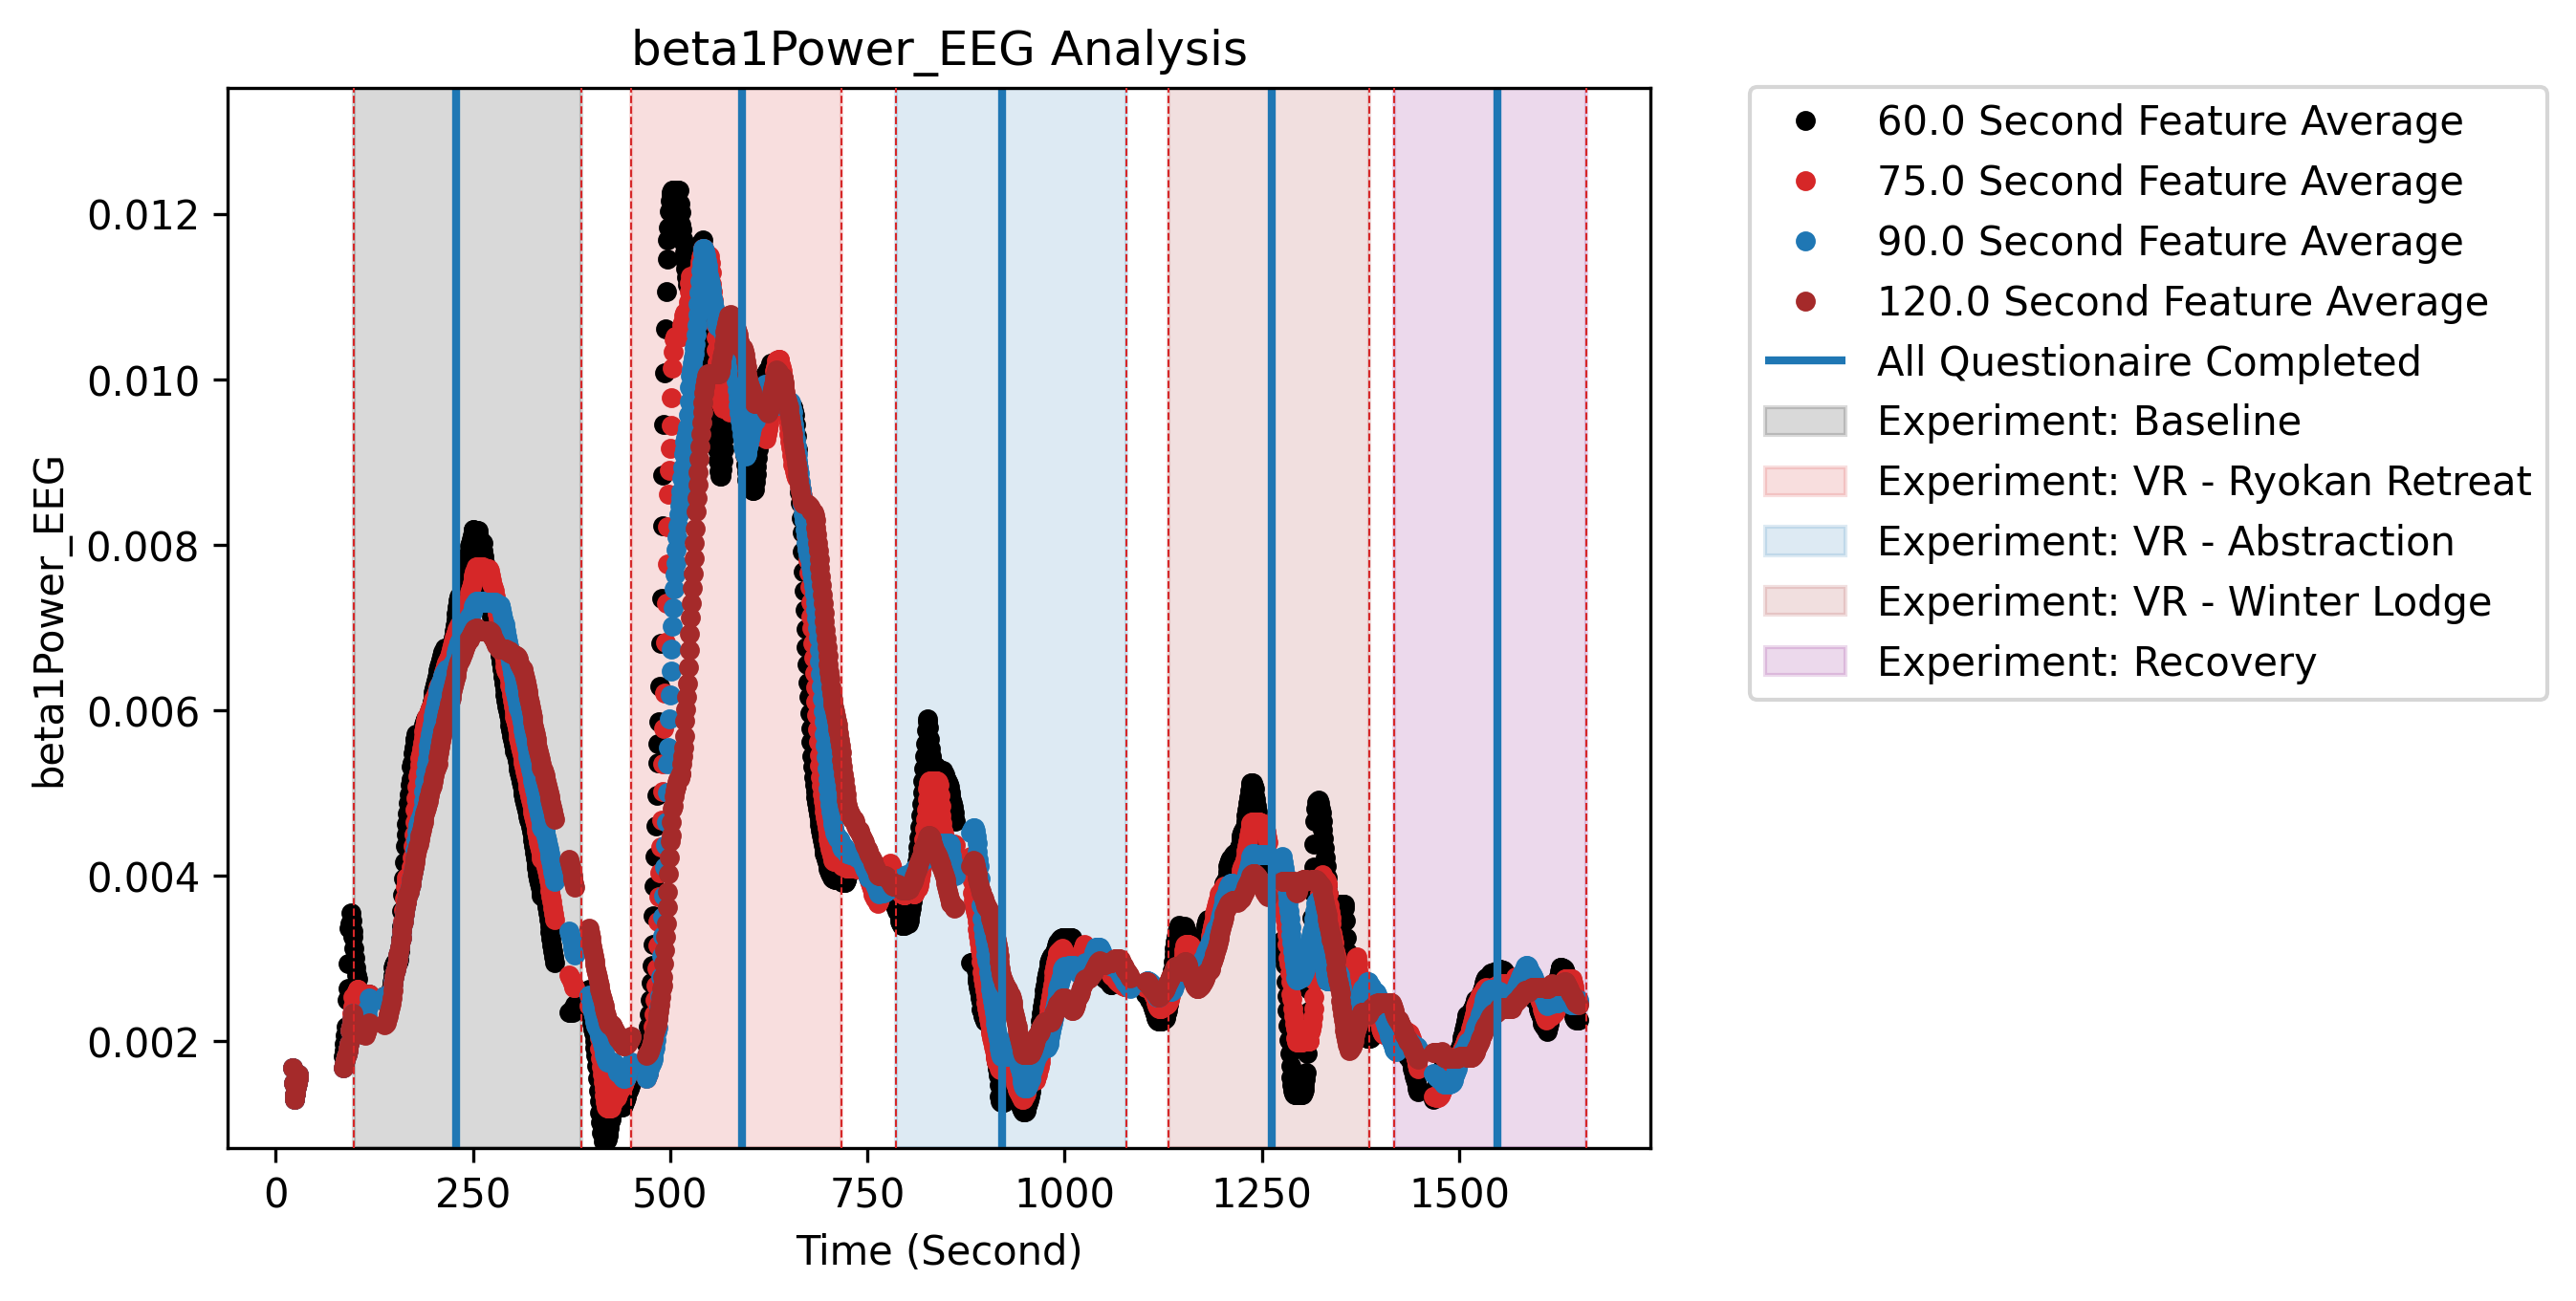 beta1Power_EEG Analysis
beta1Power_EEG
0.012
0.010
0.008
0.006
0.004
0.002
0
250
500
750
1000
1250
1500
Time (Second)
60.0 Second Feature Average
75.0 Second Feature Average
90.0 Second Feature Average
120.0 Second Feature Average
All Questionaire Completed
Experiment: Baseline
Experiment: VR - Ryokan Retreat
Experiment: VR - Abstraction
Experiment: VR - Winter Lodge
Experiment: Recovery